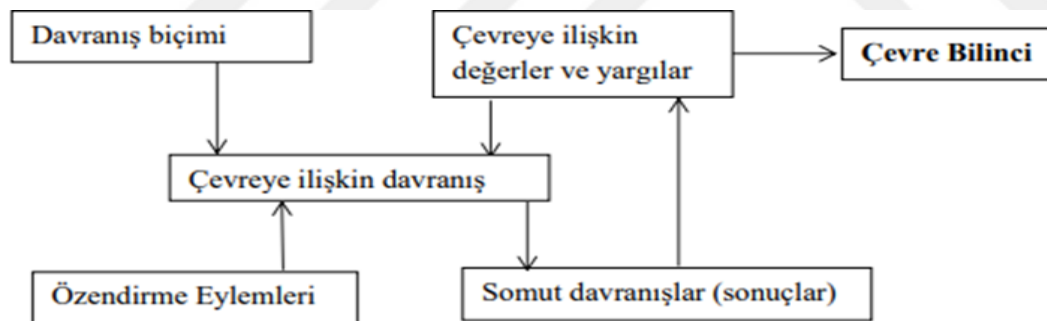 Davranış biçimi
Çevreye ilişkin
değerler ve yargılar
Çevre Bilinci
Çevreye ilişkin davranış
Özendirme Eylemleri
Somut davranışlar (sonuçlar)